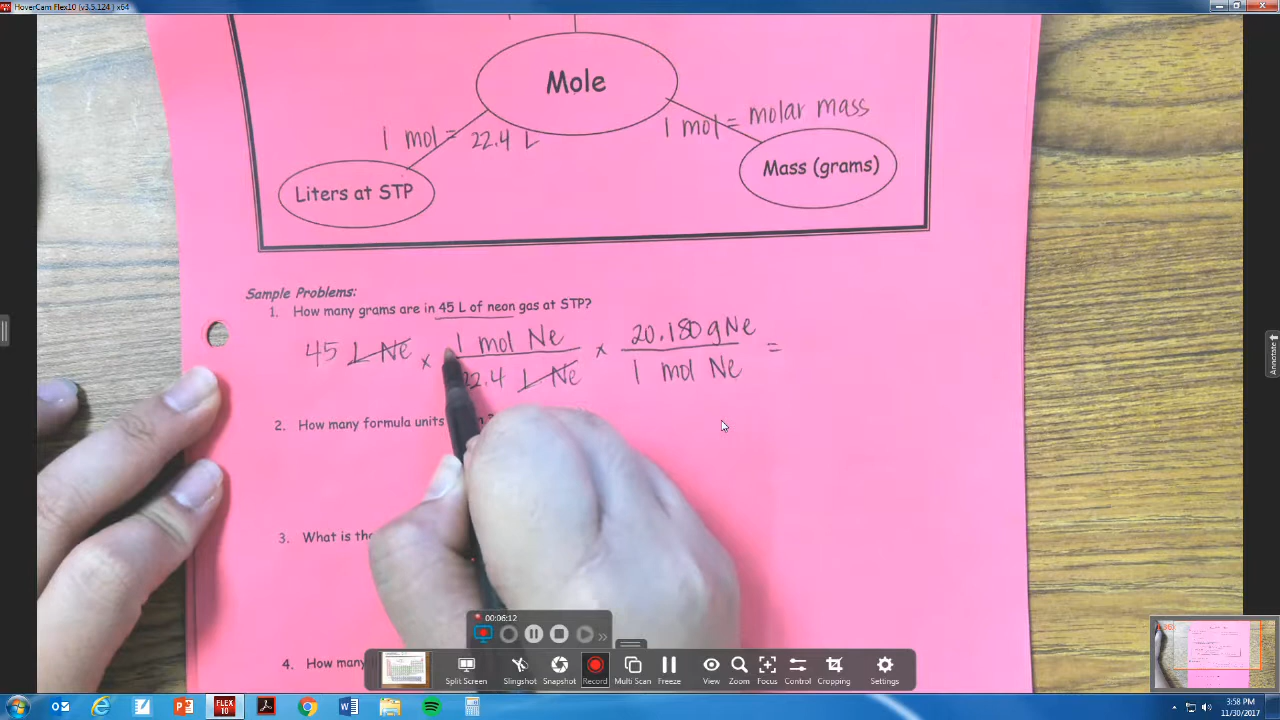 HoverCam Flex10 (v3.5.124 ) x64
Mole
1 mol = 22.4 L
1 mol = molar mass
Liters at STP
Mass (grams)
Sample Problems:
1. How many grams are in 45 L of neon gas at STP?
45 L Ne × 1 mol Ne / 22.4 L Ne × 20.180 g Ne / 1 mol Ne =
2. How many formula units
3. What is the
4. How many
00:06:12
Split Screen Slingshot Snapshot Record Multi Scan Freeze View Zoom Focus Control Cropping Settings
Annotate
FLEX 10
3:58 PM
11/30/2017